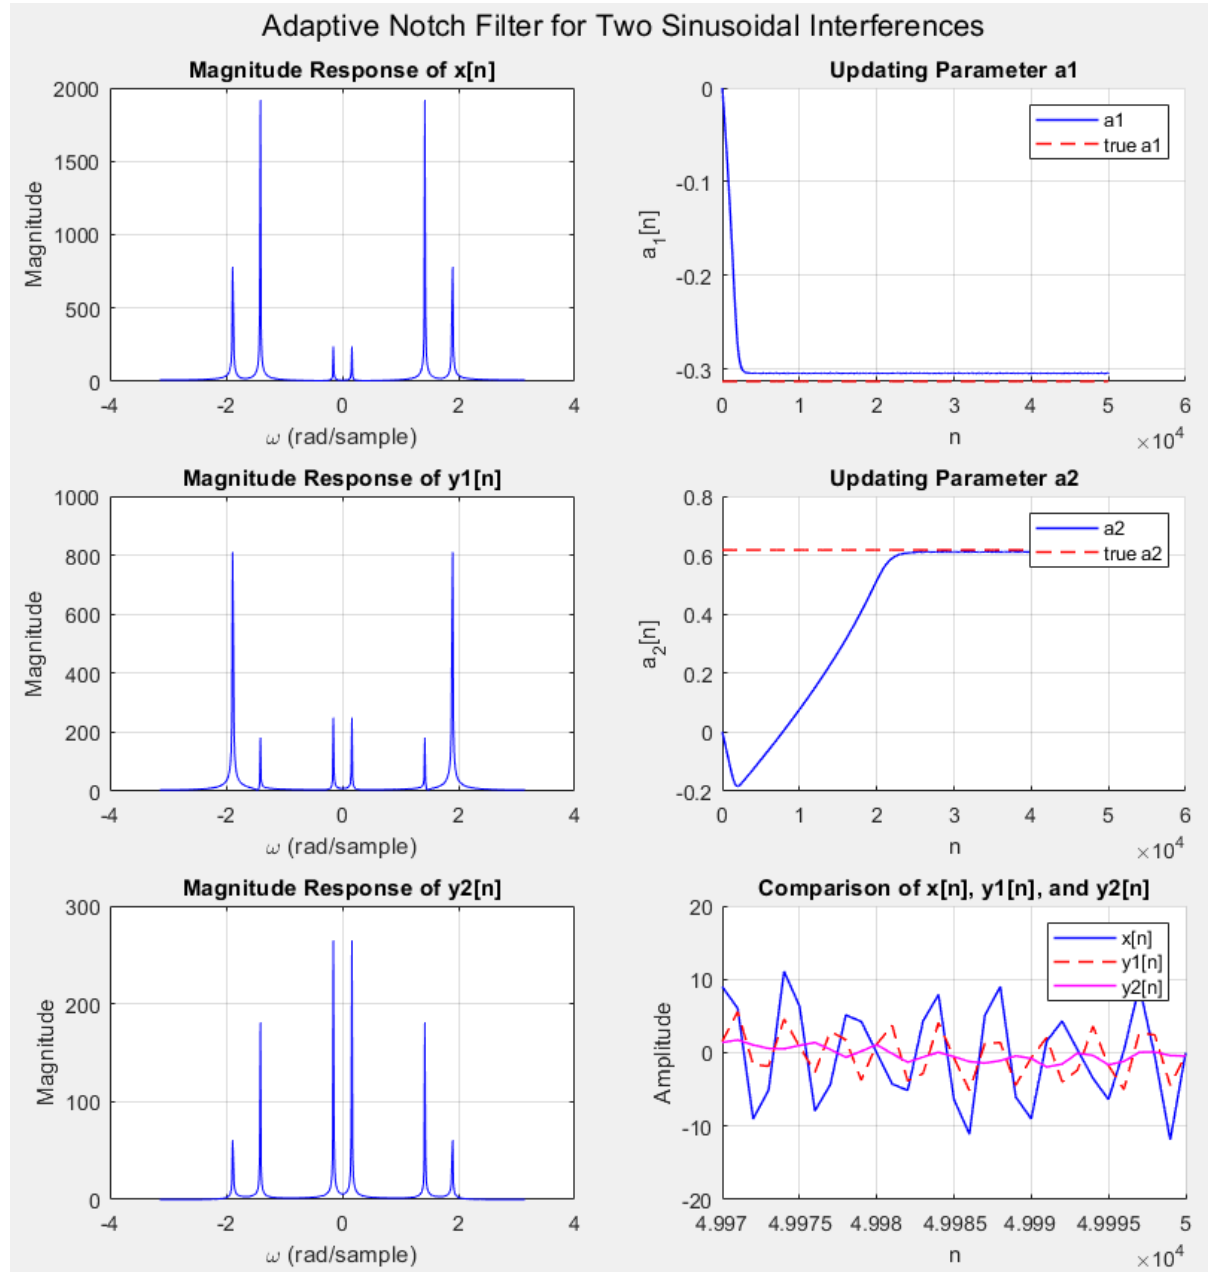 Adaptive Notch Filter for Two Sinusoidal Interferences
Magnitude Response of x[n]
2000
1500
1000
500
0
Magnitude
-4
-2
0
2
4
ω (rad/sample)
Updating Parameter a1
0
-0.1
-0.2
-0.3
a1[n]
a1
true a1
0
1
2
3
4
5
6
n
×10^4
Magnitude Response of y1[n]
1000
800
600
400
200
0
Magnitude
-4
-2
0
2
4
ω (rad/sample)
Updating Parameter a2
0.8
0.6
0.4
0.2
0
-0.2
a2[n]
a2
true a2
0
1
2
3
4
5
6
n
×10^4
Magnitude Response of y2[n]
300
200
100
0
Magnitude
-4
-2
0
2
4
ω (rad/sample)
Comparison of x[n], y1[n], and y2[n]
20
10
0
-10
-20
Amplitude
x[n]
y1[n]
y2[n]
4.997
4.9975
4.998
4.9985
4.999
4.9995
5
n
×10^4